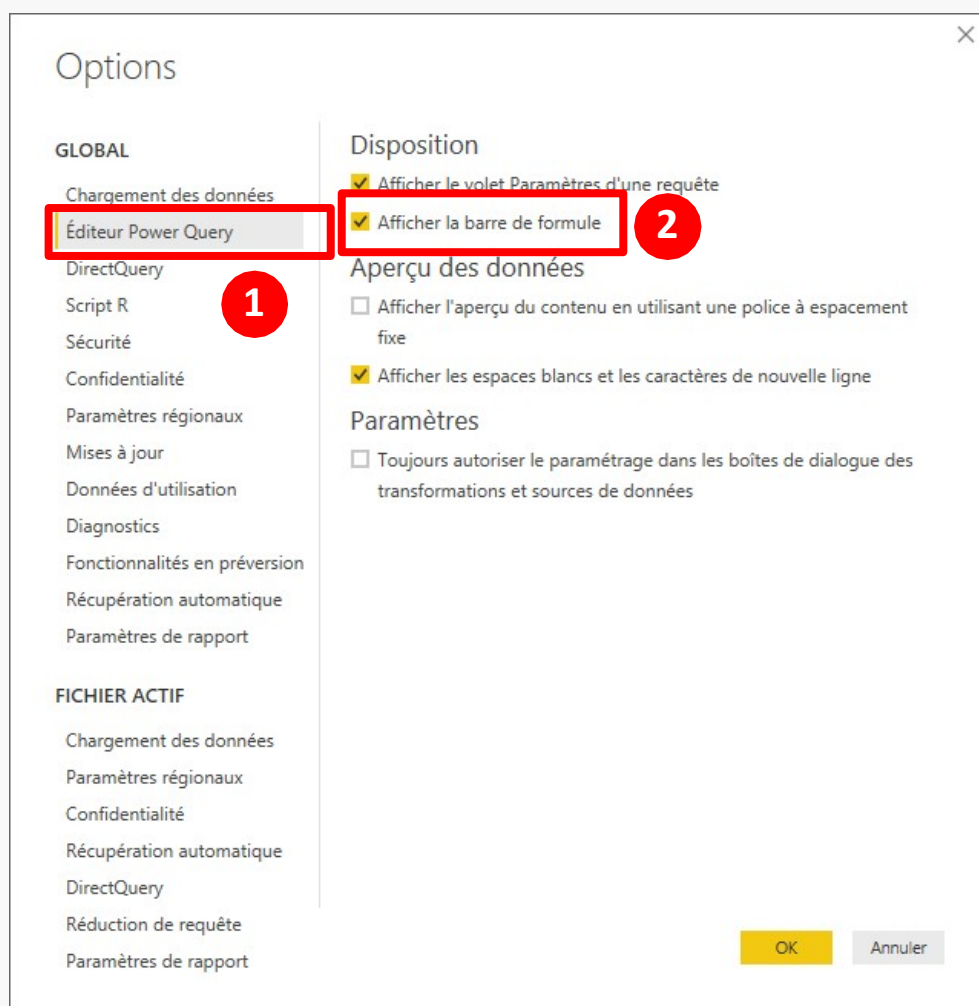 Options
GLOBAL
Chargement des données
Éditeur Power Query
1
DirectQuery
Script R
Sécurité
Confidentialité
Paramètres régionaux
Mises à jour
Données d'utilisation
Diagnostics
Fonctionnalités en préversion
Récupération automatique
Paramètres de rapport
FICHIER ACTIF
Chargement des données
Paramètres régionaux
Confidentialité
Récupération automatique
DirectQuery
Réduction de requête
Paramètres de rapport
Disposition
Afficher le volet Paramètres d'une requête
Afficher la barre de formule
2
Aperçu des données
Afficher l'aperçu du contenu en utilisant une police à espacement
fixe
Afficher les espaces blancs et les caractères de nouvelle ligne
Paramètres
Toujours autoriser le paramétrage dans les boîtes de dialogue des
transformations et sources de données
OK
Annuler